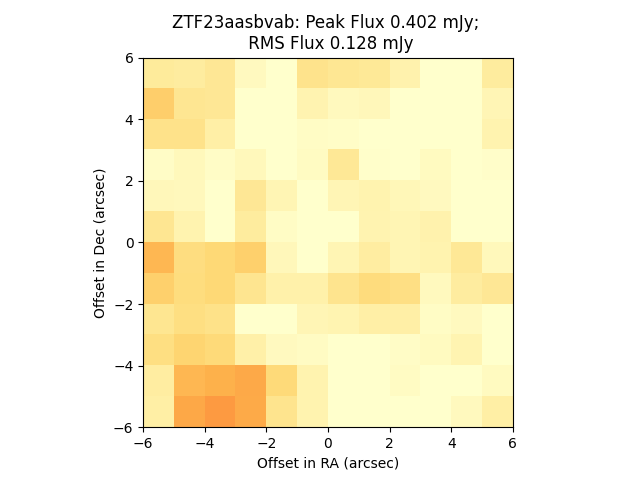 ZTF23aasbvab: Peak Flux 0.402 mJy;
RMS Flux 0.128 mJy
6
4
2
0
−2
−4
−6
Offset in Dec (arcsec)
−6 −4 −2 0 2 4 6
Offset in RA (arcsec)